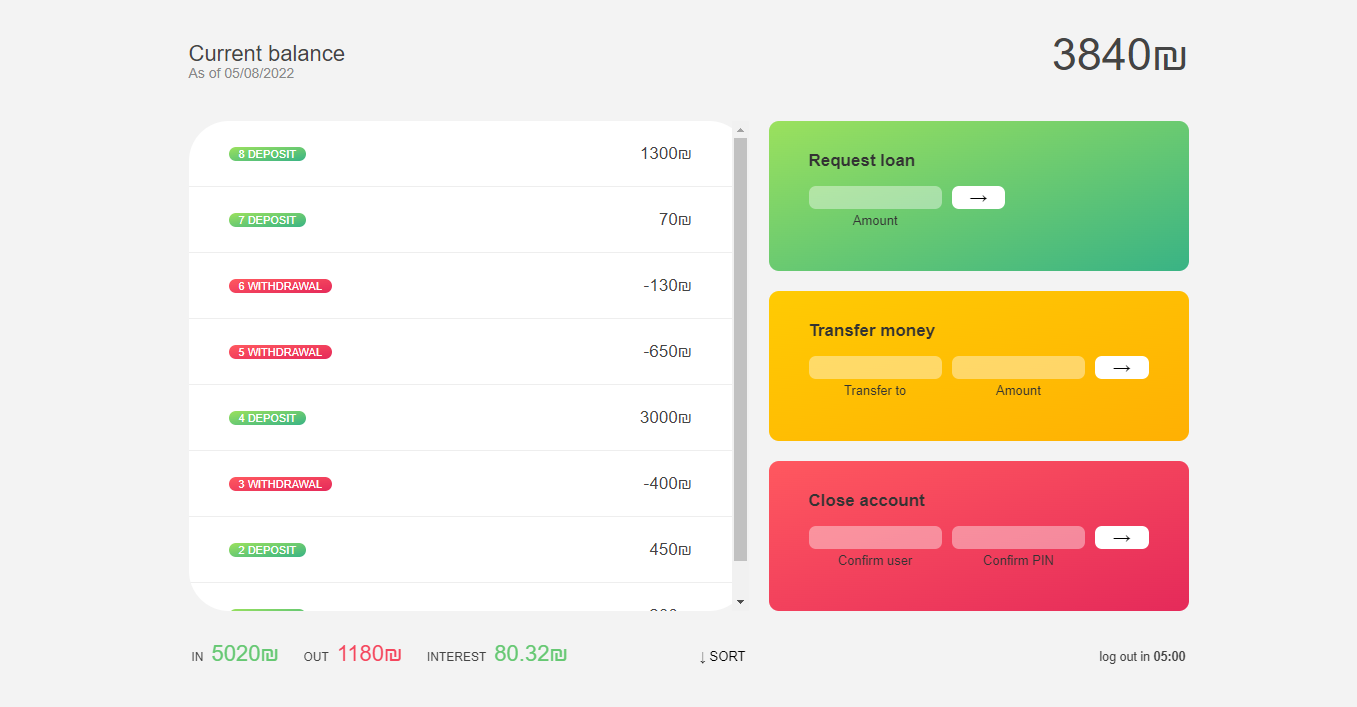 Current balance
3840₪
As of 05/08/2022
8 DEPOSIT 1300₪
7 DEPOSIT 70₪
6 WITHDRAWAL -130₪
5 WITHDRAWAL -650₪
4 DEPOSIT 3000₪
3 WITHDRAWAL -400₪
2 DEPOSIT 450₪
Request loan
→
Amount
Transfer money
→
Transfer to Amount
Close account
→
Confirm user Confirm PIN
IN 5020₪ OUT 1180₪ INTEREST 80.32₪ ↓ SORT log out in 05:00